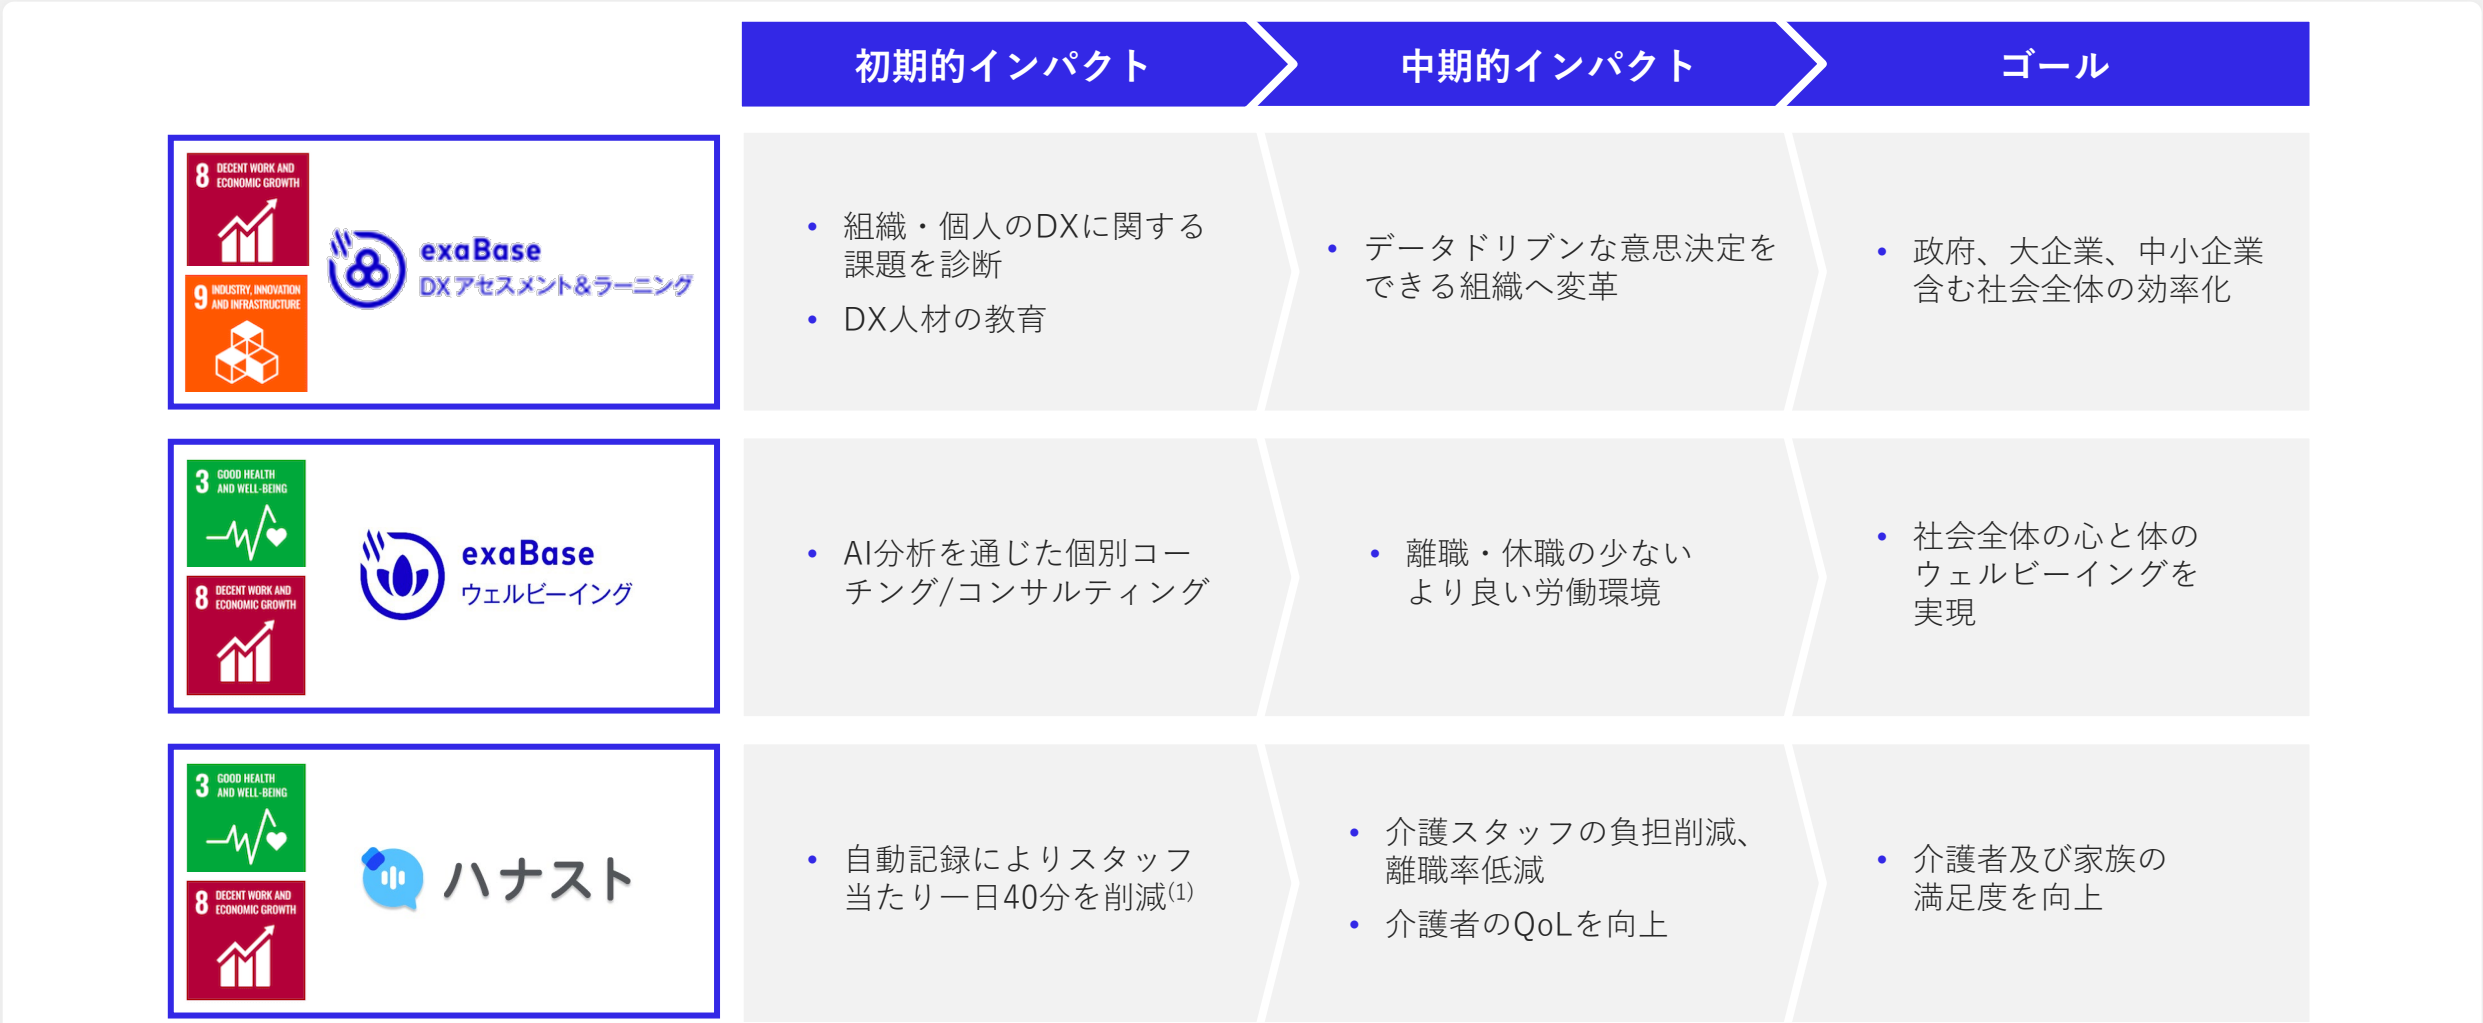 初期的インパクト
中期的インパクト
ゴール
8 DECENT WORK AND
ECONOMIC GROWTH
9 INDUSTRY, INNOVATION
AND INFRASTRUCTURE
exaBase
DXアセスメント&ラーニング
• 組織・個人のDXに関する
課題を診断
• DX人材の教育
• データドリブンな意思決定を
できる組織へ変革
• 政府、大企業、中小企業
含む社会全体の効率化
3 GOOD HEALTH
AND WELL-BEING
8 DECENT WORK AND
ECONOMIC GROWTH
exaBase
ウェルビーイング
• AI分析を通じた個別コー
チング/コンサルティング
• 離職・休職の少ない
より良い労働環境
• 社会全体の心と体の
ウェルビーイングを
実現
3 GOOD HEALTH
AND WELL-BEING
8 DECENT WORK AND
ECONOMIC GROWTH
ハナスト
• 自動記録によりスタッフ
当たり一日40分を削減(1)
• 介護スタッフの負担削減、
離職率低減
• 介護者のQoLを向上
• 介護者及び家族の
満足度を向上